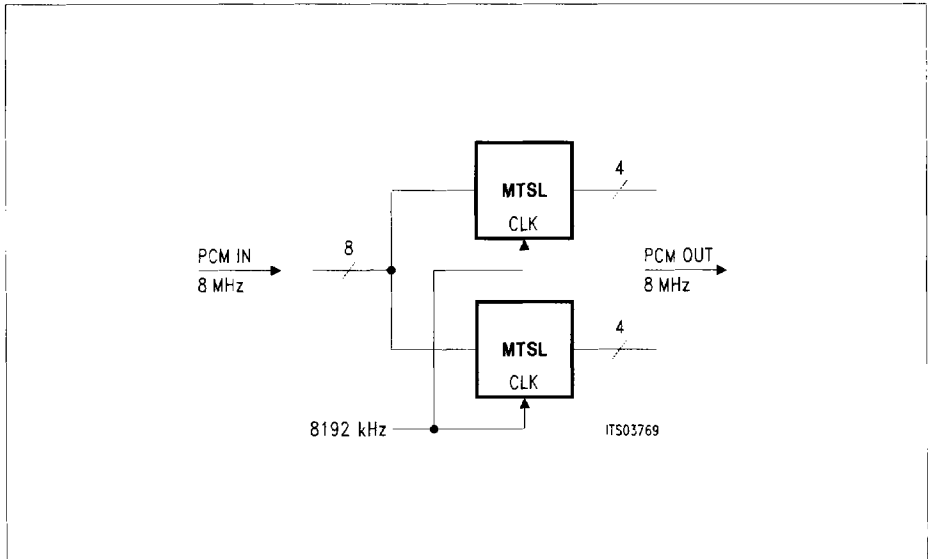 4
MTSL
CLK
8
PCM IN
8 MHz
PCM OUT
8 MHz
4
MTSL
CLK
8192 kHz
ITS03769